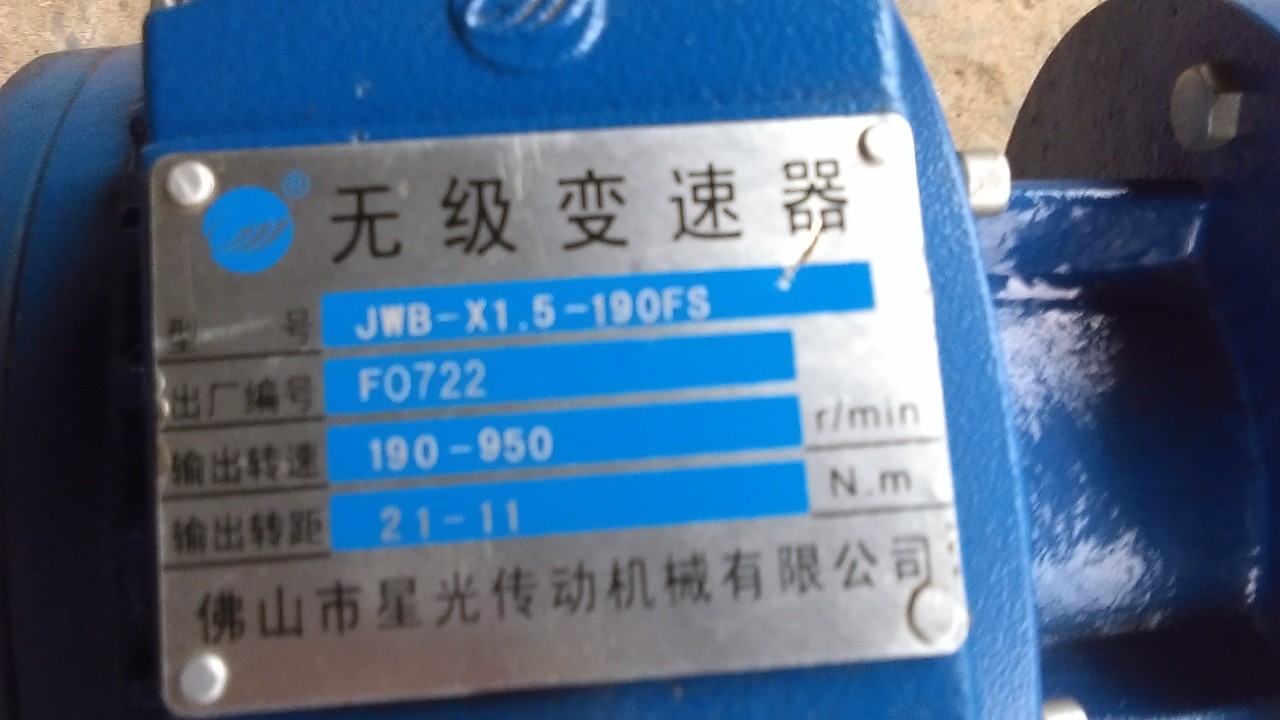 ®
无级变速器
型号 JWB-X1.5-190FS
出厂编号 F0722
输出转速 190-950 r/min
输出转距 21-11 N.m
佛山市星光传动机械有限公司